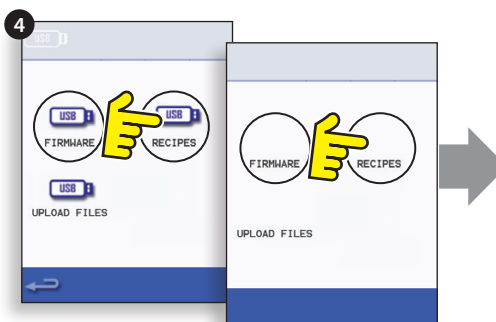 4
USB
USB USB
FIRMWARE RECIPES
USB
UPLOAD FILES
FIRMWARE RECIPES
UPLOAD FILES